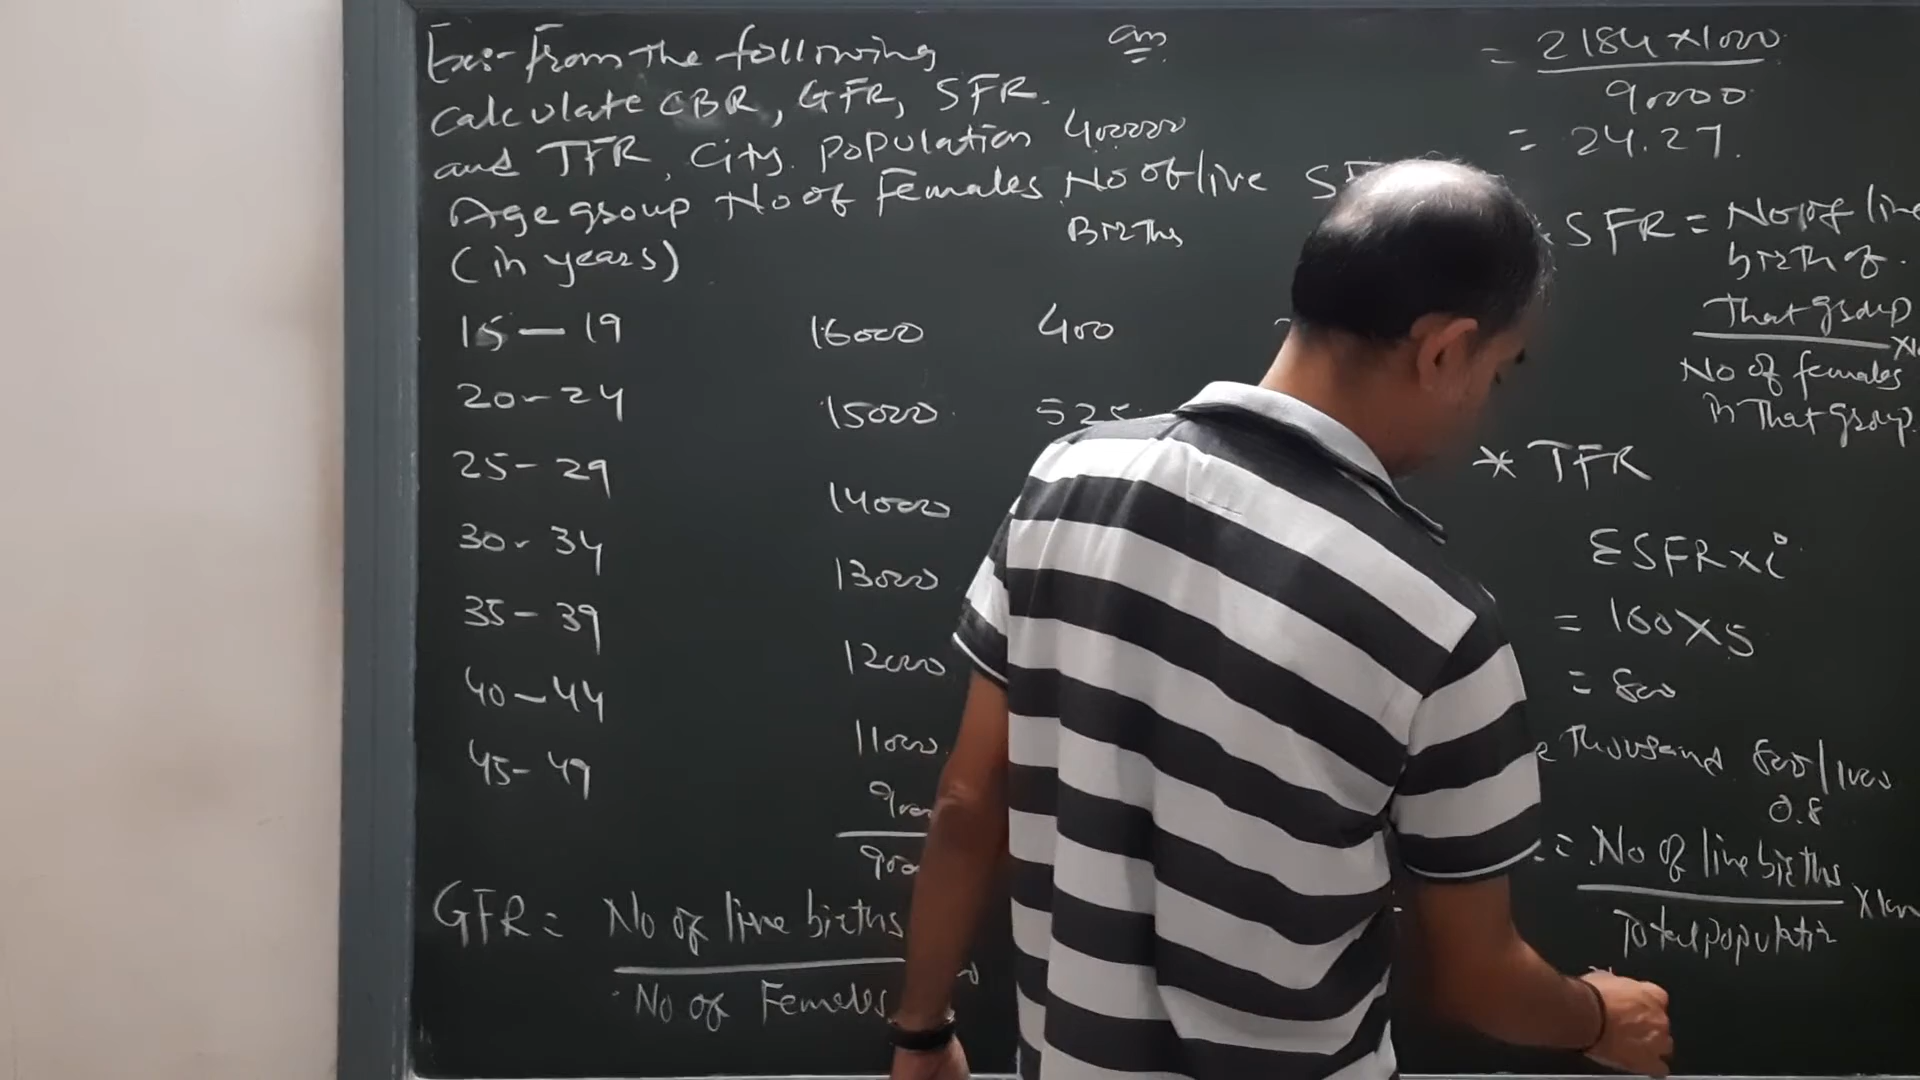 Ex:- From the following
calculate CBR, GFR, SFR.
and TFR, City. Population 400000
Age group No of Females No of live
Births
(in years)
15 — 19 16000 400
20 - 24 15000 525
25 - 29 14000
30 - 34 13000
35 - 39 12000
40 - 44 11000
45 - 49
GFR = No of live births
No of Females
ans
= 2184 x 1000
90000
= 24.27.
SFR = No of live
birth of
That group
No of females
in That group.
* TFR
ΣSFR x i
= 160 x 5
= 800
Thousand 800/1000
0.8
= No of live births
Total population